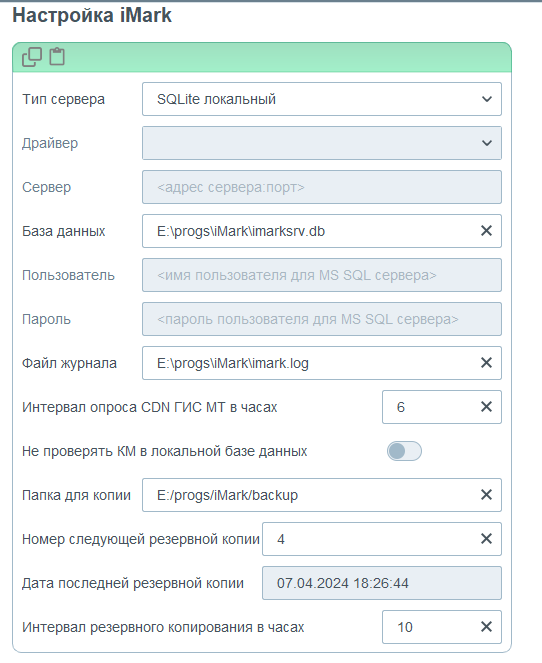 Настройка iMark
Тип сервера SQLite локальный
Драйвер
Сервер <адрес сервера:порт>
База данных E:\progs\iMark\imarksrv.db
Пользователь <имя пользователя для MS SQL сервера>
Пароль <пароль пользователя для MS SQL сервера>
Файл журнала E:\progs\iMark\imark.log
Интервал опроса CDN ГИС МТ в часах 6
Не проверять КМ в локальной базе данных
Папка для копии E:/progs/iMark/backup
Номер следующей резервной копии 4
Дата последней резервной копии 07.04.2024 18:26:44
Интервал резервного копирования в часах 10